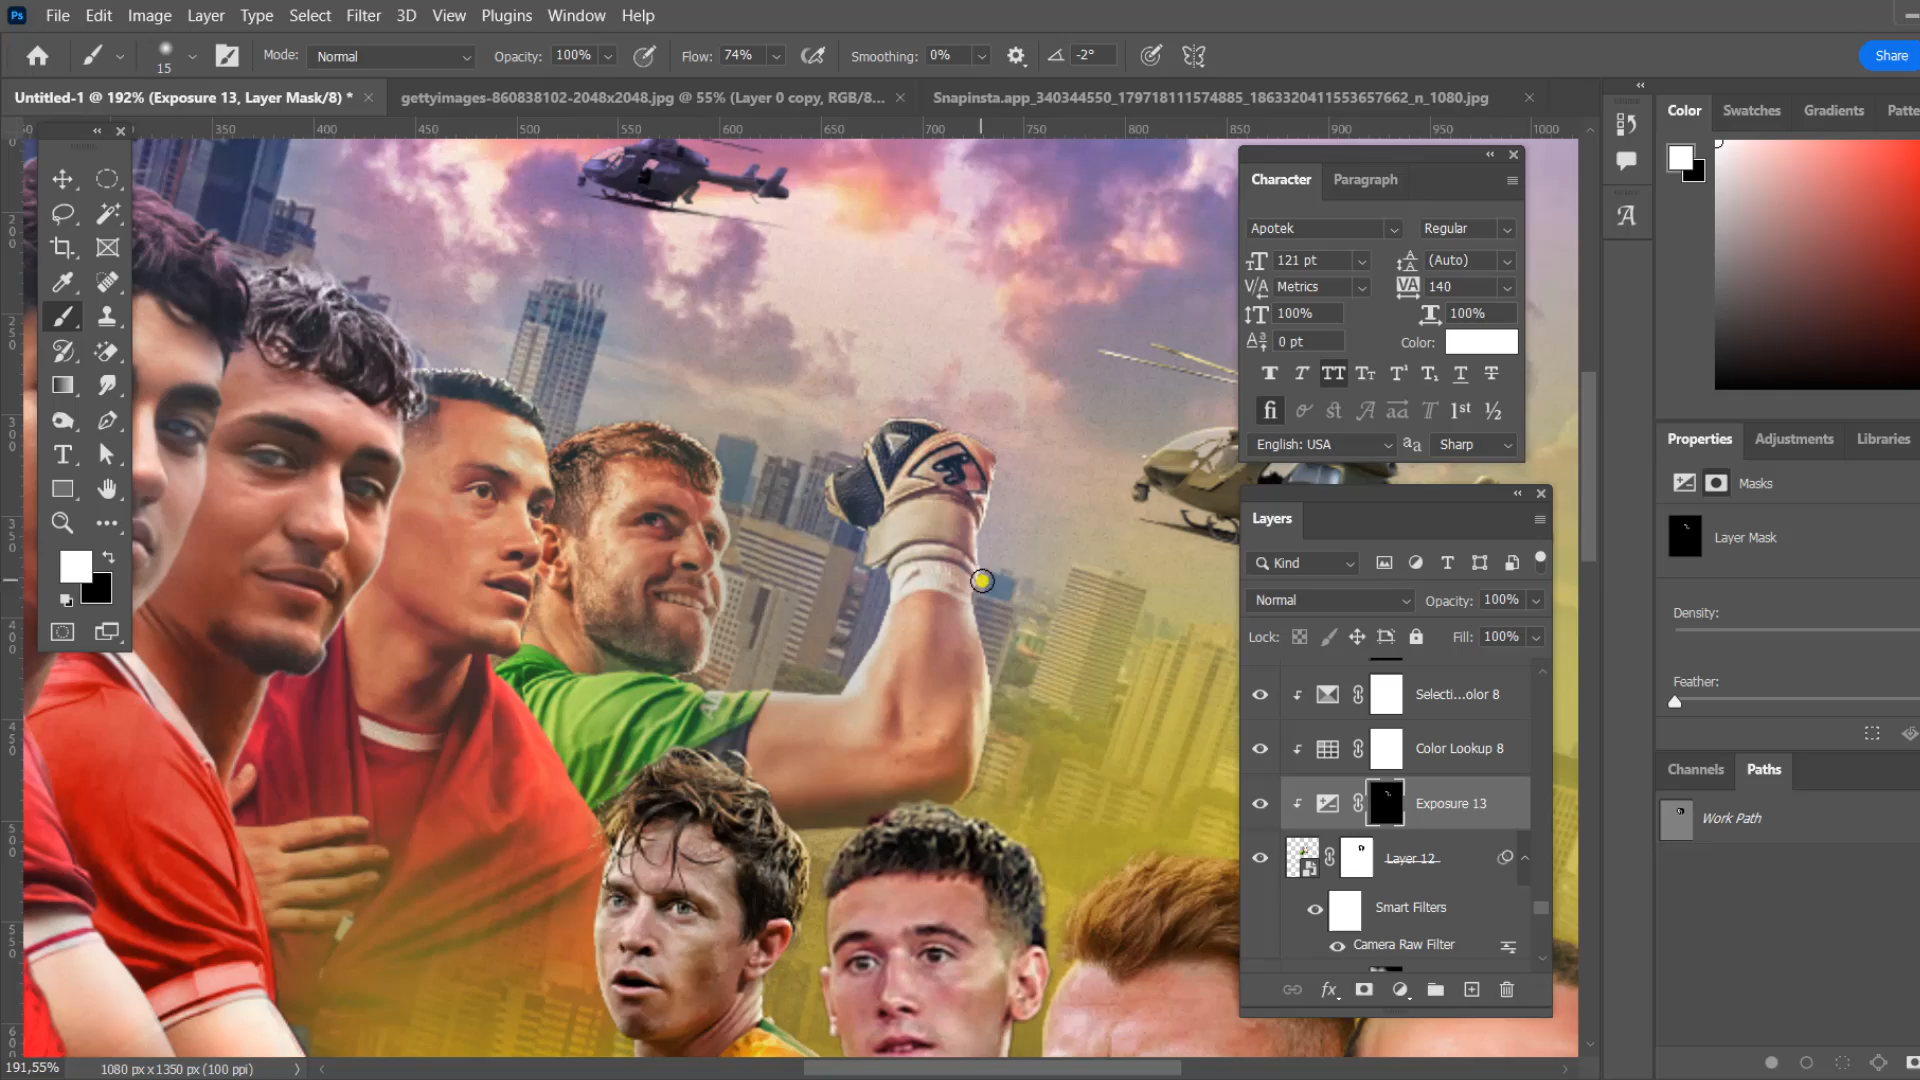 Ps File Edit Image Layer Type Select Filter 3D View Plugins Window Help
15 Mode: Normal Opacity: 100% Flow: 74% Smoothing: 0% -2° Share
Untitled-1 @ 192% (Exposure 13, Layer Mask/8) * gettyimages-860838102-2048x2048.jpg @ 55% (Layer 0 copy, RGB/8... Snapinsta.app_340344550_179718111574885_1863320411553657662_n_1080.jpg
350 400 450 500 550 600 650 700 750 800 850 900 950 1000
Color Swatches Gradients Patte
Character Paragraph
Apotek Regular
121 pt (Auto)
Metrics 140
100% 100%
0 pt Color:
English: USA Sharp
Properties Adjustments Libraries
Masks
Layer Mask
Density:
Feather:
Layers
Kind
Normal Opacity: 100%
Lock: Fill: 100%
Selecti...olor 8
Color Lookup 8
Exposure 13
Layer 12
Smart Filters
Camera Raw Filter
fx
Channels Paths
Work Path
191,55% 1080 px x 1350 px (100 ppi)